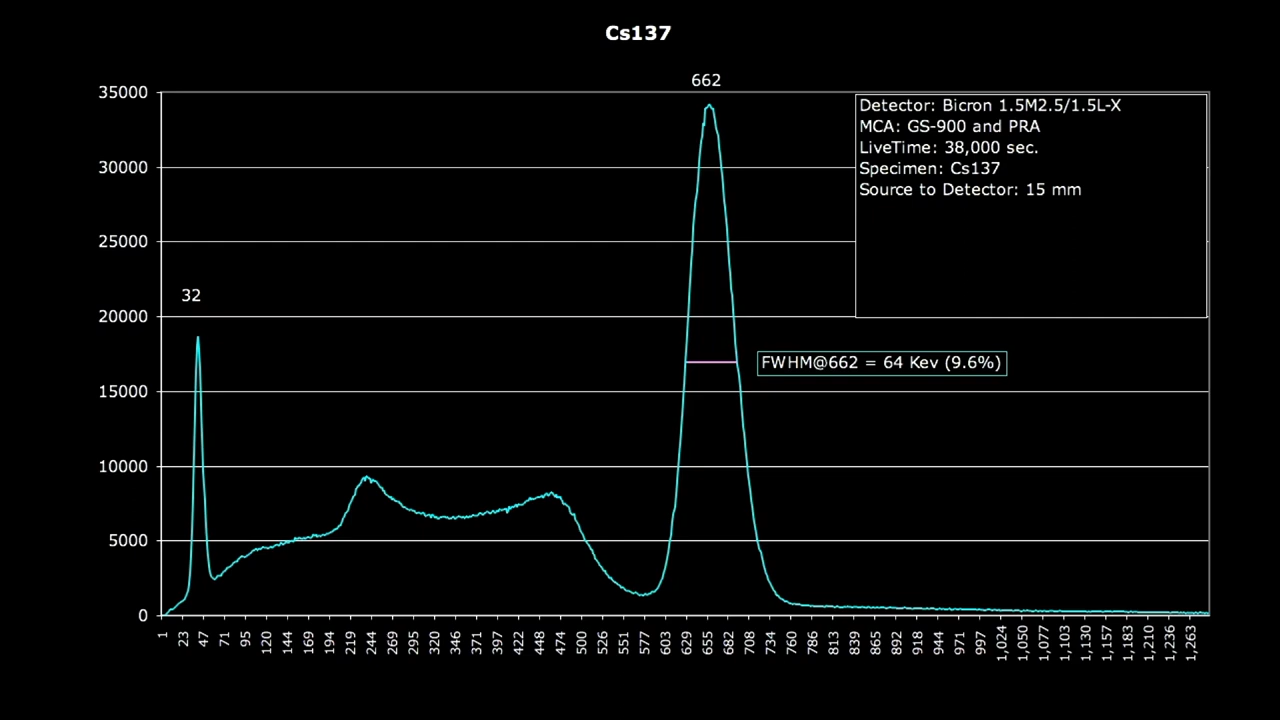 Cs137
662
35000
30000
25000
20000
15000
10000
5000
0
32
Detector: Bicron 1.5M2.5/1.5L-X
MCA: GS-900 and PRA
LiveTime: 38,000 sec.
Specimen: Cs137
Source to Detector: 15 mm
FWHM@662 = 64 Kev (9.6%)
1 23 47 71 95 120 144 168 194 219 244 269 295 320 346 371 397 422 448 474 500 526 551 577 603 629 655 682 708 734 760 786 813 839 865 892 918 944 971 997 1,024 1,050 1,077 1,103 1,130 1,157 1,183 1,210 1,236 1,263